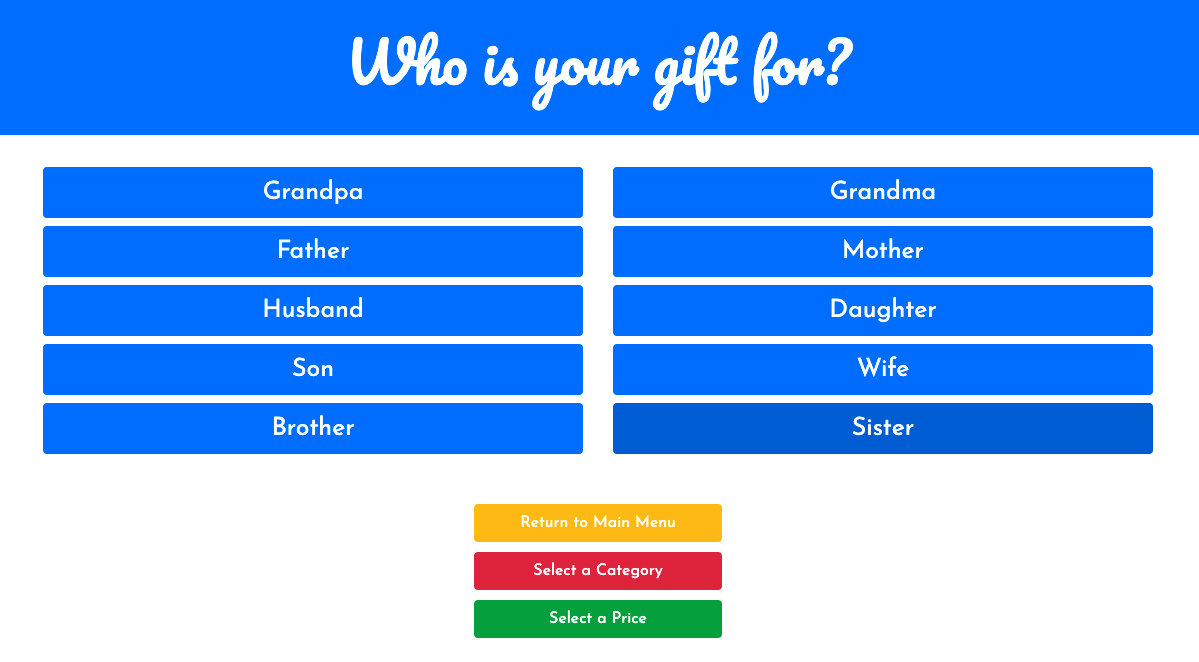 Who is your gift for?
Grandpa
Grandma
Father
Mother
Husband
Daughter
Son
Wife
Brother
Sister
Return to Main Menu
Select a Category
Select a Price